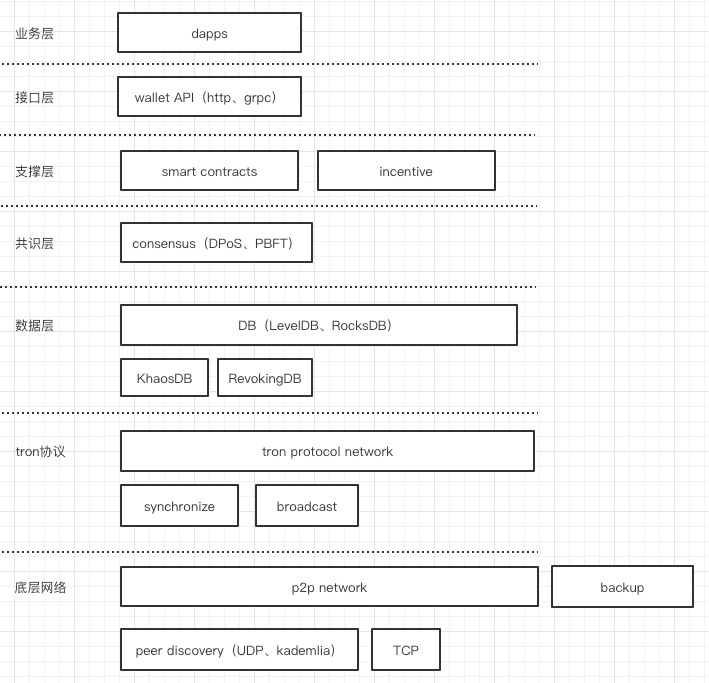 业务层
dapps
接口层
wallet API（http、grpc）
支撑层
smart contracts
incentive
共识层
consensus（DPoS、PBFT）
数据层
DB（LevelDB、RocksDB）
KhaosDB
RevokingDB
tron协议
tron protocol network
synchronize
broadcast
底层网络
p2p network
backup
peer discovery（UDP、kademlia）
TCP